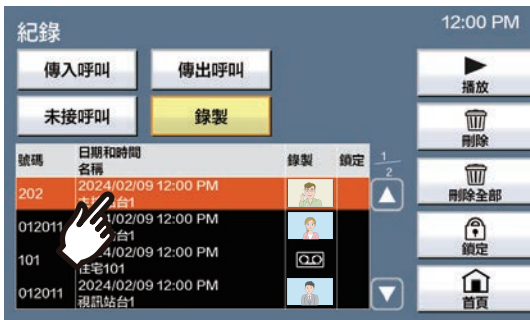 紀錄
12:00 PM
傳入呼叫
傳出呼叫
未接呼叫
錄製
播放
刪除
刪除全部
鎖定
首頁
號碼
日期和時間
名稱
錄製
鎖定
1
2
202
2024/02/09 12:00 PM
台1
012011
/02/09 12:00 PM
台1
101
4/02/09 12:00 PM
住宅101
012011
2024/02/09 12:00 PM
視訊站台1